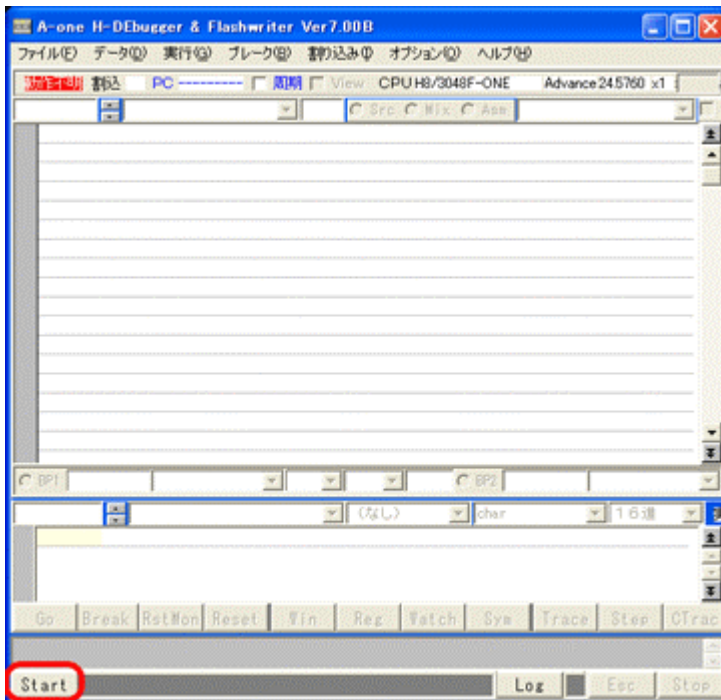 A-one H-DEbugger & Flashwriter Ver7.00B
ファイル(F) データ(D) 実行(G) ブレーク(B) 割り込み(I) オプション(O) ヘルプ(H)
割込 PC --------- 周期 View CPU H8/3048F-ONE Advance 24.5760 x1
Src Mix Asm
BP1 BP2
(なし) char 16進
Go Break RstMon Reset Win Reg Watch Sym Trace Step CTrac
Start Log Esc Stop